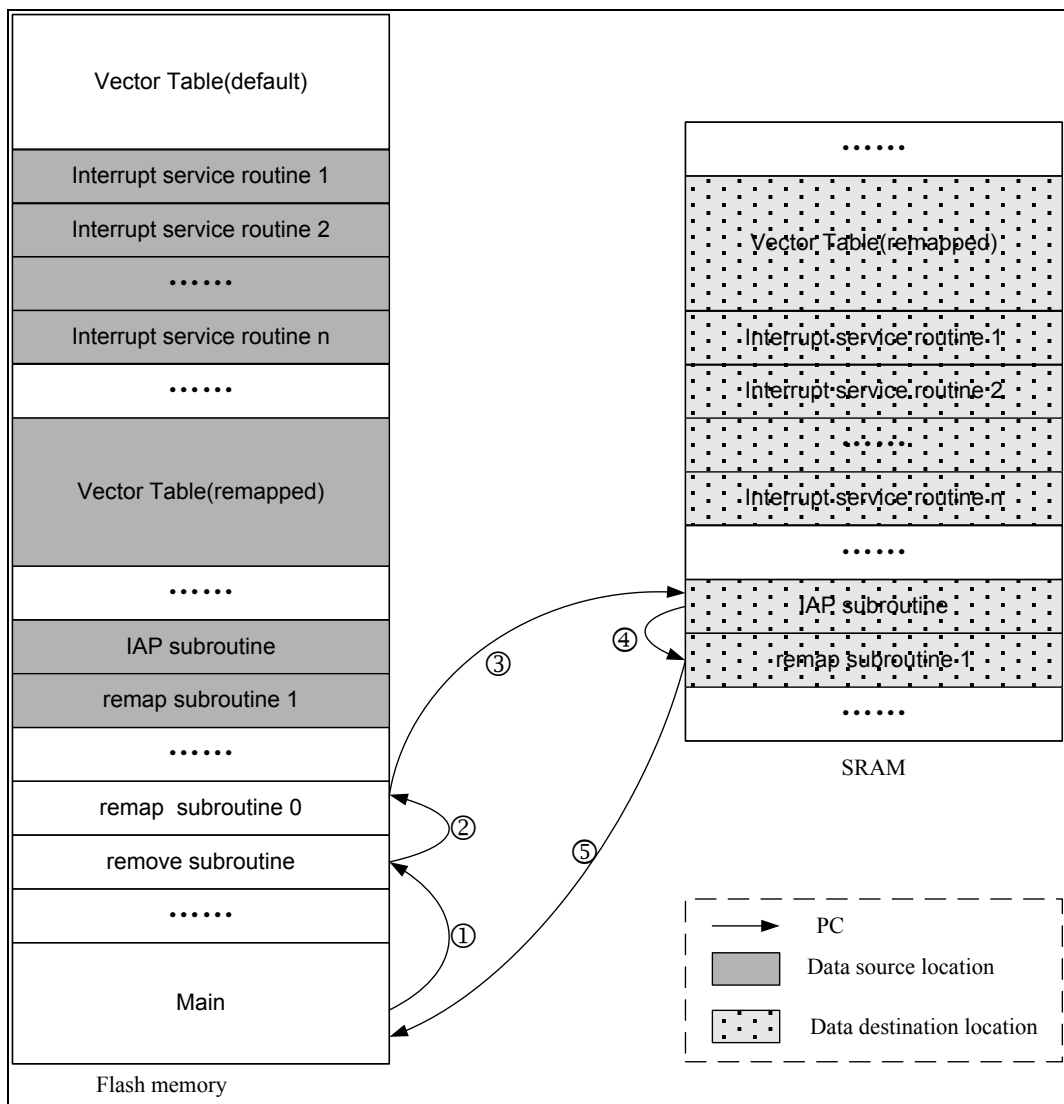 Vector Table(default)
Interrupt service routine 1
Interrupt service routine 2
••••••
Interrupt service routine n
••••••
Vector Table(remapped)
••••••
IAP subroutine
remap subroutine 1
••••••
remap subroutine 0
remove subroutine
••••••
Main
Flash memory
••••••
Vector Table(remapped)
Interrupt service routine 1
Interrupt service routine 2
••••••
Interrupt service routine n
••••••
IAP subroutine
remap subroutine 1
••••••
SRAM
③
④
②
⑤
①
PC
Data source location
Data destination location